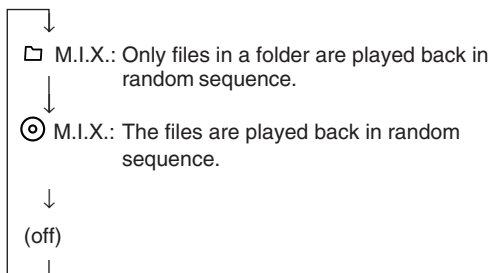 M.I.X.: Only files in a folder are played back in
random sequence.
M.I.X.: The files are played back in random
sequence.
(off)